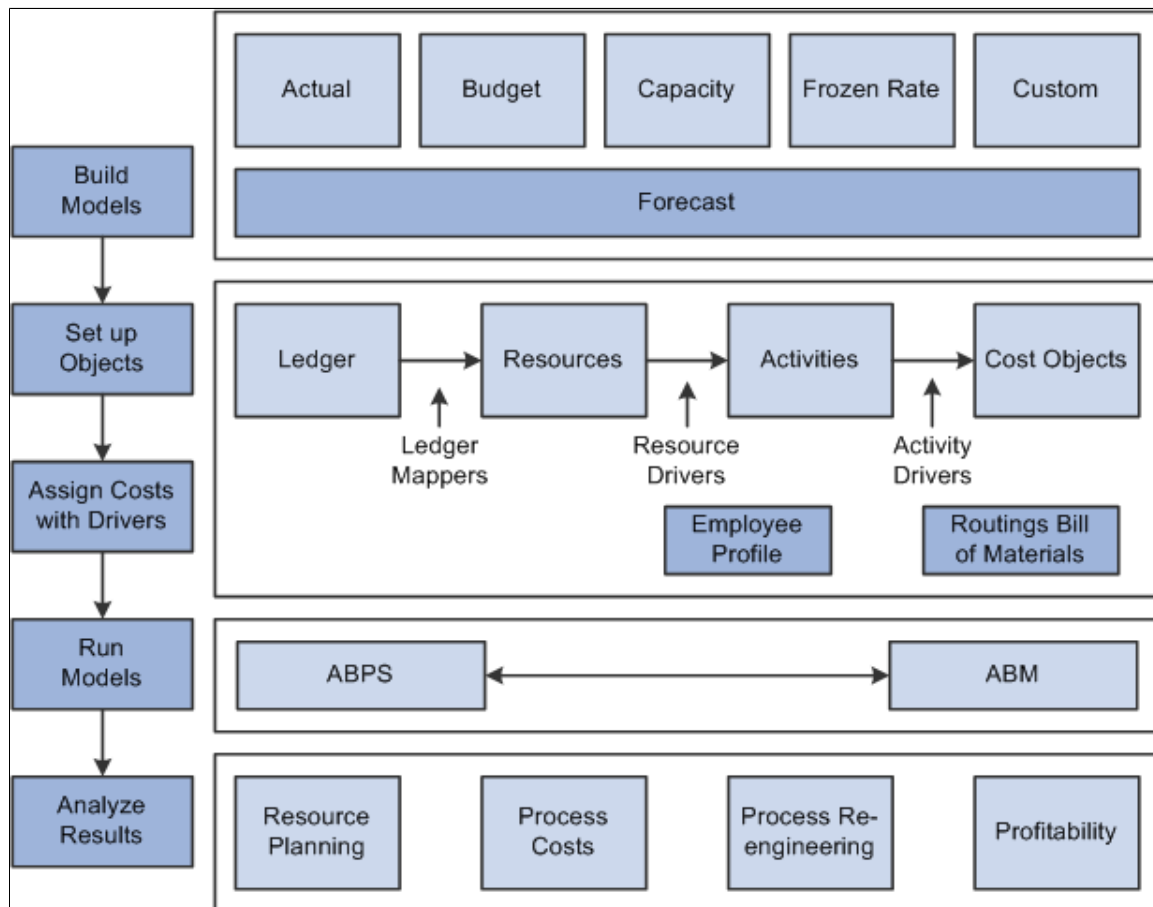 Actual
Budget
Capacity
Frozen Rate
Custom
Build
Models
Forecast
Set up
Objects
Ledger
Resources
Activities
Cost Objects
Ledger
Mappers
Resource
Drivers
Activity
Drivers
Assign Costs
with Drivers
Employee
Profile
Routings Bill
of Materials
Run
Models
ABPS
ABM
Analyze
Results
Resource
Planning
Process
Costs
Process Re-
engineering
Profitability